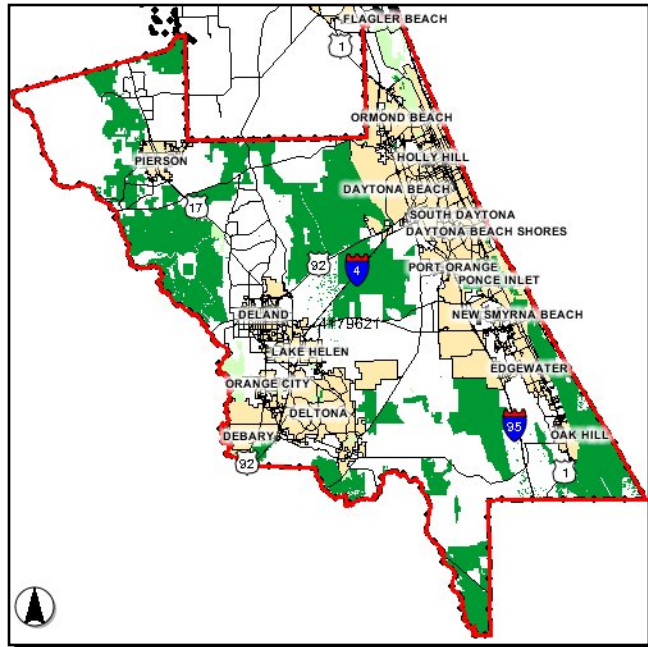 FLAGLER BEACH
1
ORMOND BEACH
HOLLY HILL
PIERSON
DAYTONA BEACH
17
SOUTH DAYTONA
DAYTONA BEACH SHORES
92
4
PORT ORANGE
PONCE INLET
DELAND
NEW SMYRNA BEACH
4179621
LAKE HELEN
EDGEWATER
ORANGE CITY
DELTONA
95
DEBARY
OAK HILL
92
1